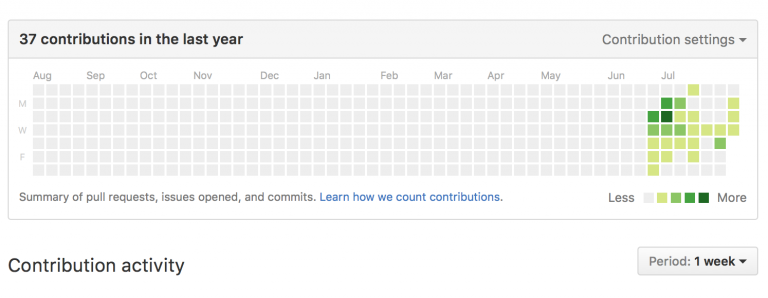 37 contributions in the last year
Contribution settings
Aug Sep Oct Nov Dec Jan Feb Mar Apr May Jun Jul
M
W
F
Summary of pull requests, issues opened, and commits. Learn how we count contributions.
Less More
Contribution activity
Period: 1 week